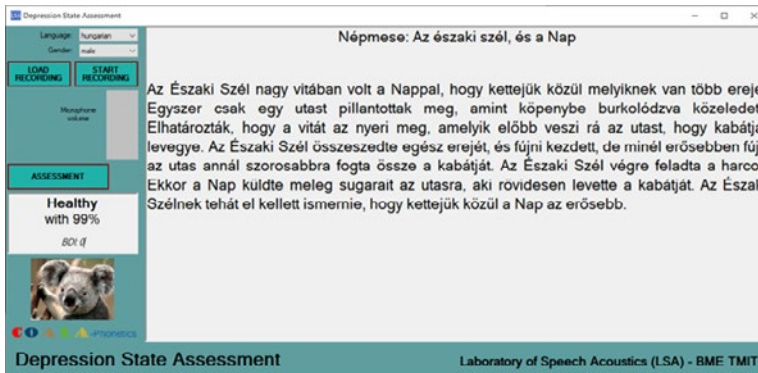 LSA Depression State Assessment
Language: hungarian
Gender: male
LOAD RECORDING
START RECORDING
Microphone volume
ASSESSMENT
Healthy
with 99%
Népmese: Az északi szél, és a Nap
Az Északi Szél nagy vitában volt a Nappal, hogy kettejük közül melyiknek van több ereje
Egyszer csak egy utast pillantottak meg, amint köpenybe burkolódzva közeledet
Elhatározták, hogy a vitát az nyeri meg, amelyik előbb veszi rá az utast, hogy kabátja
levegye. Az Északi Szél összeszedte egész erejét, és fújni kezdett, de minél erősebben fúj
az utas annál szorosabbra fogta össze a kabátját. Az Északi Szél végre feladta a harco
Ekkor a Nap küldte meleg sugarait az utasra, aki rövidesen levette a kabátját. Az Észak
Szélnek tehát el kellett ismernie, hogy kettejük közül a Nap az erősebb.
-Phonetics
Depression State Assessment
Laboratory of Speech Acoustics (LSA) - BME TMIT